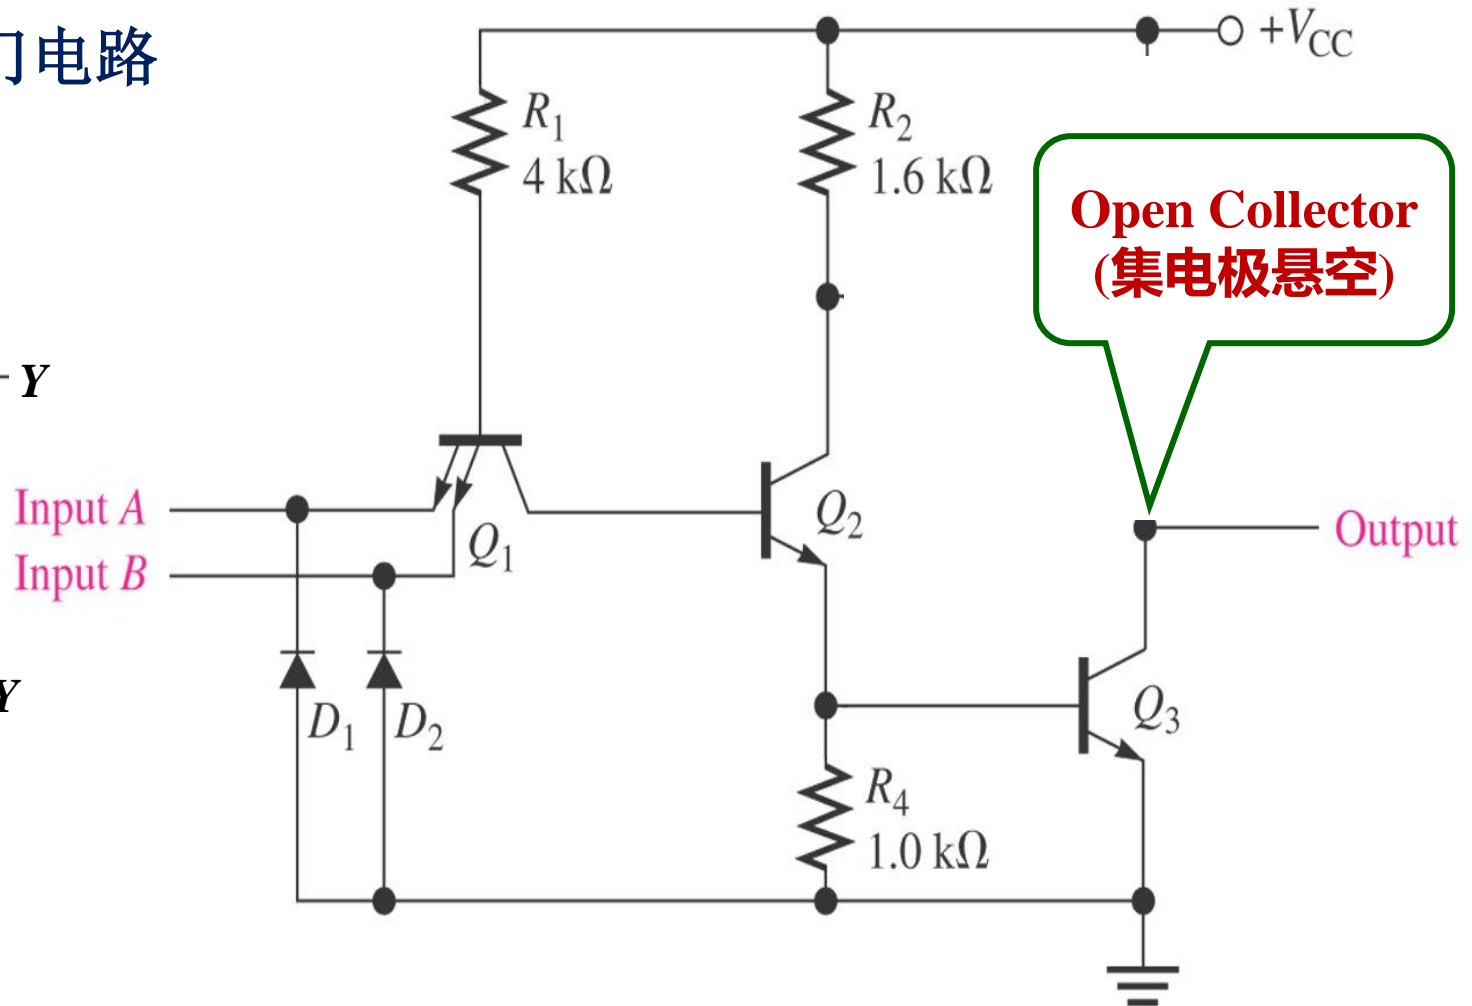 门电路
+VCC
R1
4 kΩ
R2
1.6 kΩ
Open Collector
(集电极悬空)
Y
Input A
Input B
Q1
Q2
Output
Y
D1
D2
Q3
R4
1.0 kΩ